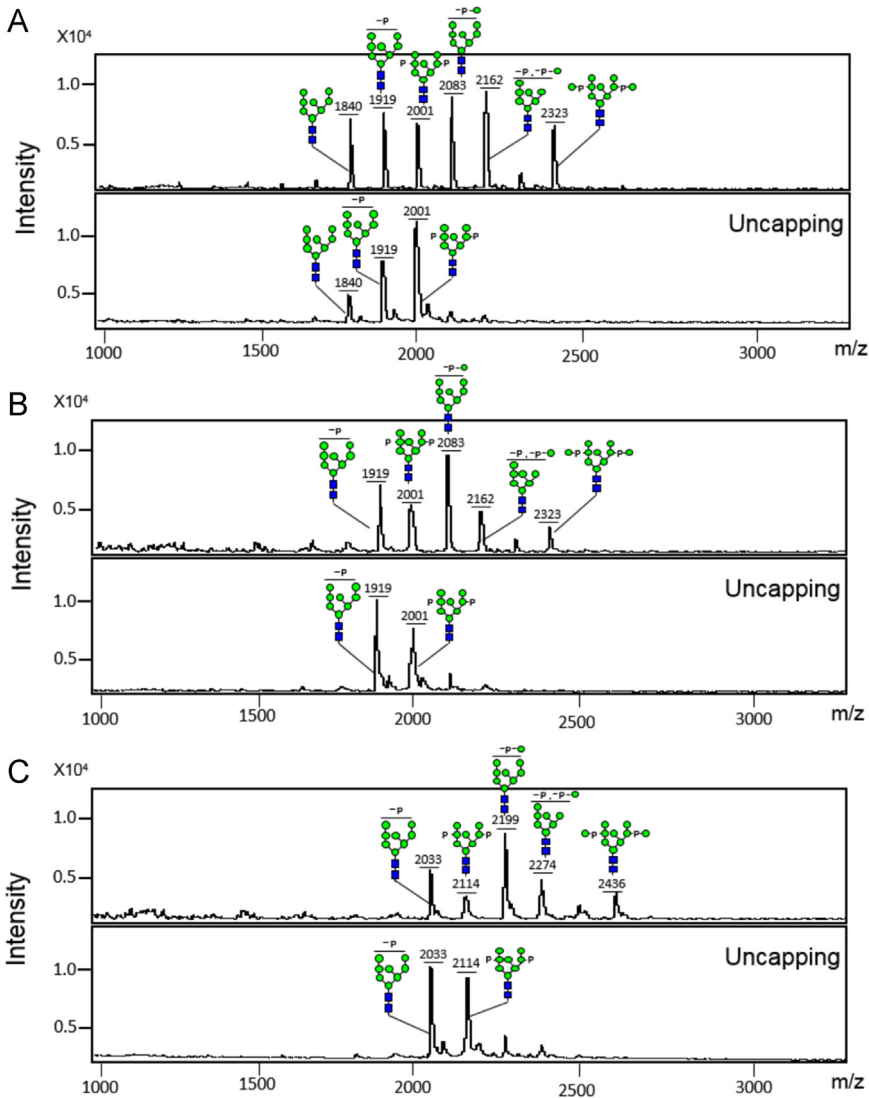 A
X10⁴
1.0
0.5
Intensity
1840
-P
1919
P P
2001
-P-
2083
2162
-P,-P-
-P P-
2323
Uncapping
1.0
0.5
1840
-P
1919
2001
P P
1000 1500 2000 2500 3000 m/z
B
X10⁴
1.0
0.5
Intensity
-P
1919
P P
2001
-P-
2083
2162
-P,-P-
2323
-P P-
Uncapping
1.0
0.5
-P
1919
2001
P P
1000 1500 2000 2500 3000 m/z
C
X10⁴
1.0
0.5
Intensity
-P
2033
P P
2114
-P-
2199
-P,-P-
2274
-P P-
2436
Uncapping
1.0
0.5
-P
2033
2114
P P
1000 1500 2000 2500 3000 m/z